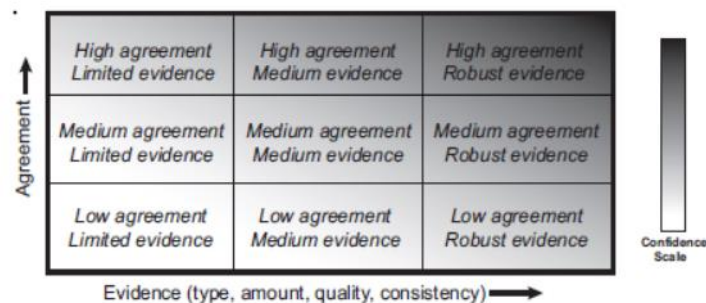 High agreement
Limited evidence
High agreement
Medium evidence
High agreement
Robust evidence
Medium agreement
Limited evidence
Medium agreement
Medium evidence
Medium agreement
Robust evidence
Low agreement
Limited evidence
Low agreement
Medium evidence
Low agreement
Robust evidence
Agreement
Evidence (type, amount, quality, consistency)
Confidence
Scale